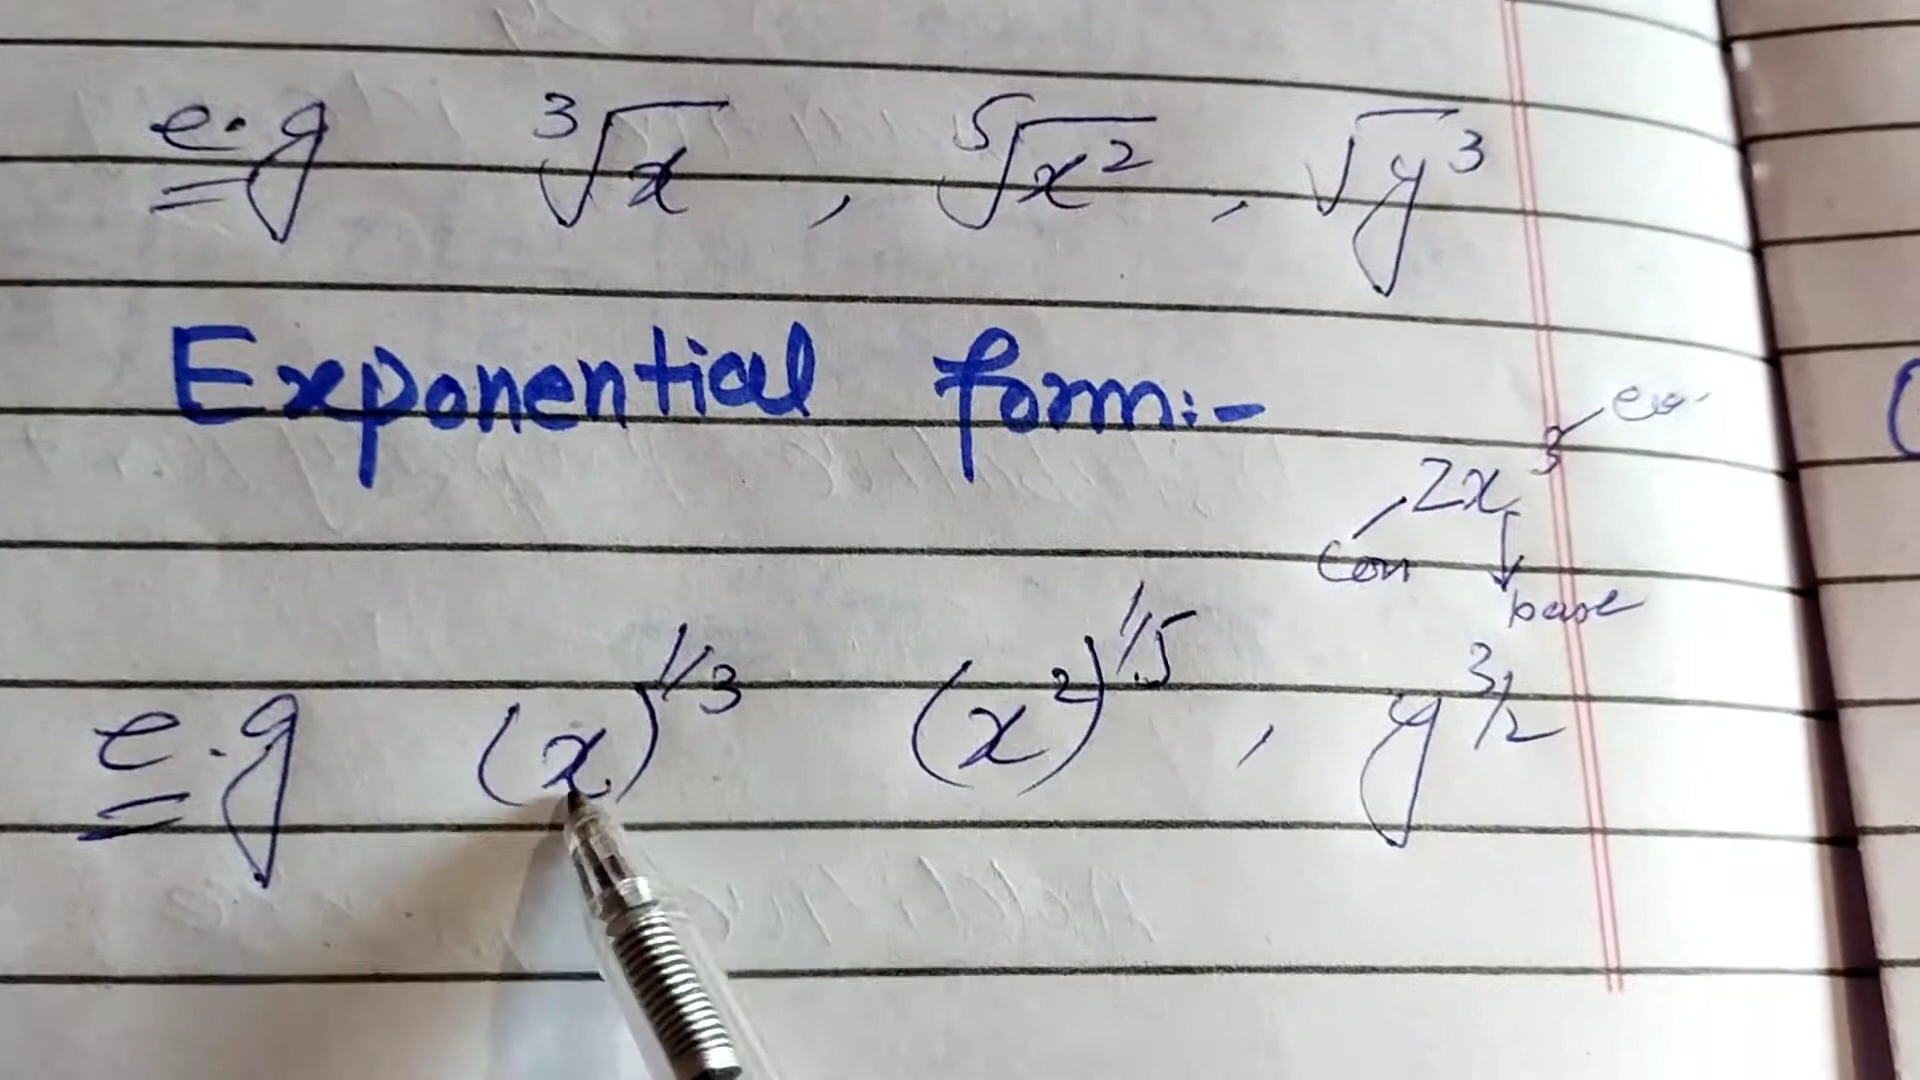 e.g ³√x , ⁵√x² , √y³
Exponential form:-
2x³
Con
base
e.g (x)^1/3 (x²)^1/5 , y^3/2